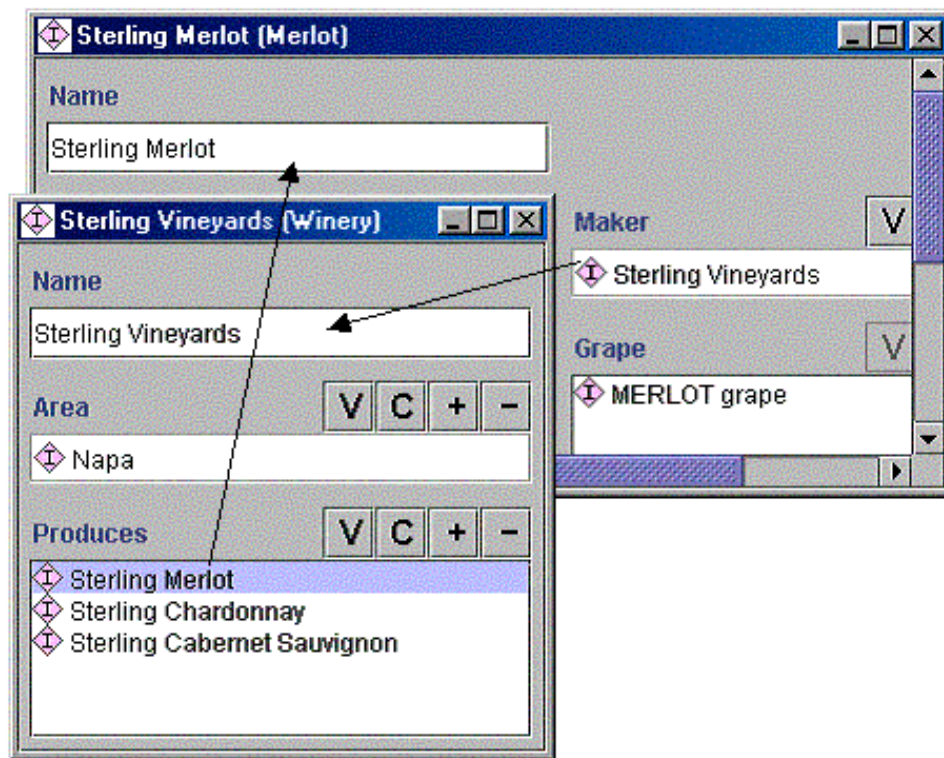 Sterling Merlot (Merlot)
Name
Sterling Merlot
Maker V
Sterling Vineyards
Grape V
MERLOT grape
Sterling Vineyards (Winery)
Name
Sterling Vineyards
Area V C + −
Napa
Produces V C + −
Sterling Merlot
Sterling Chardonnay
Sterling Cabernet Sauvignon